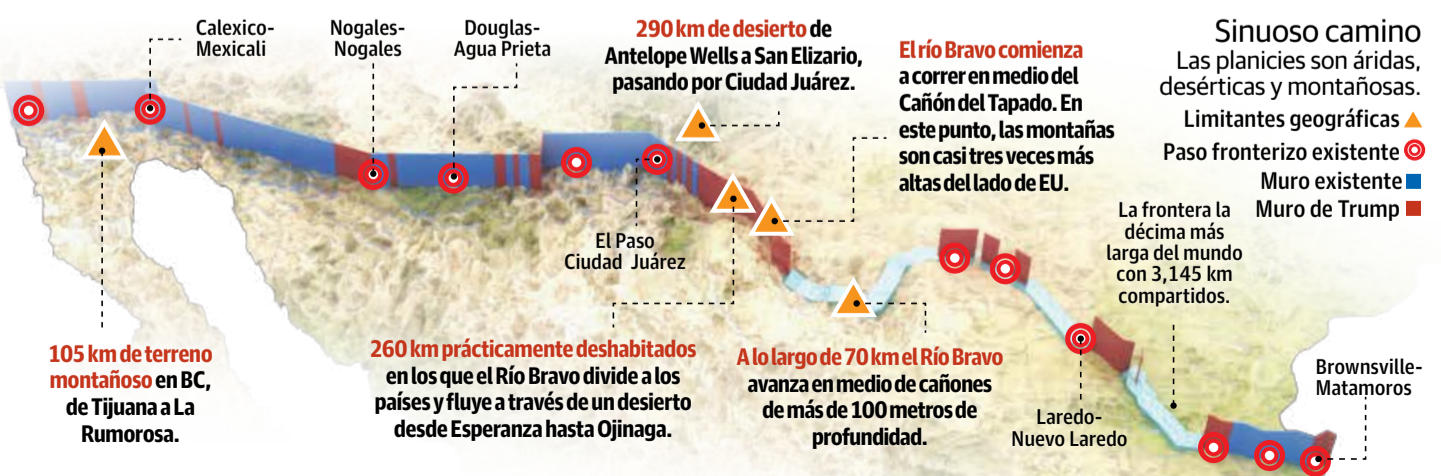 Calexico-
Mexicali
Nogales-
Nogales
Douglas-
Agua Prieta
290 km de desierto de
Antelope Wells a San Elizario,
pasando por Ciudad Juárez.
El río Bravo comienza
a correr en medio del
Cañón del Tapado. En
este punto, las montañas
son casi tres veces más
altas del lado de EU.
Sinuoso camino
Las planicies son áridas,
desérticas y montañosas.
Limitantes geográficas
Paso fronterizo existente
Muro existente
Muro de Trump
La frontera la
décima más
larga del mundo
con 3,145 km
compartidos.
El Paso
Ciudad Juárez
105 km de terreno
montañoso en BC,
de Tijuana a La
Rumorosa.
260 km prácticamente deshabitados
en los que el Río Bravo divide a los
países y fluye a través de un desierto
desde Esperanza hasta Ojinaga.
A lo largo de 70 km el Río Bravo
avanza en medio de cañones
de más de 100 metros de
profundidad.
Laredo-
Nuevo Laredo
Brownsville-
Matamoros